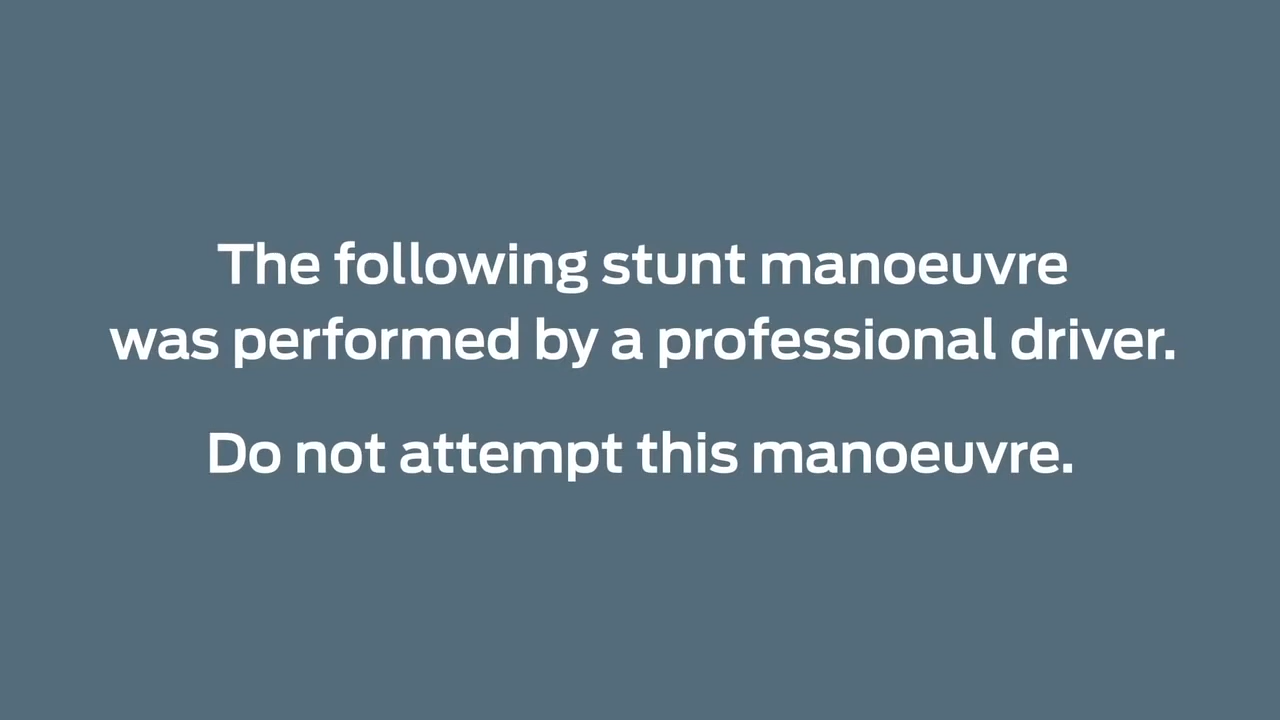 The following stunt manoeuvre
was performed by a professional driver.
Do not attempt this manoeuvre.